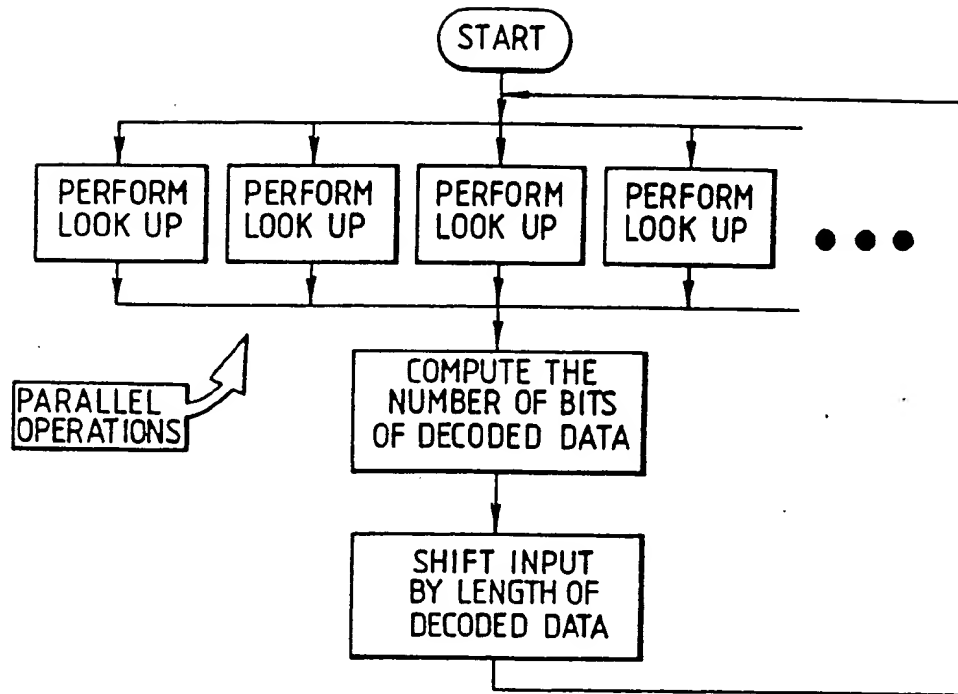 START
PERFORM
LOOK UP
PERFORM
LOOK UP
PERFORM
LOOK UP
PERFORM
LOOK UP
PARALLEL
OPERATIONS
COMPUTE THE
NUMBER OF BITS
OF DECODED DATA
SHIFT INPUT
BY LENGTH OF
DECODED DATA